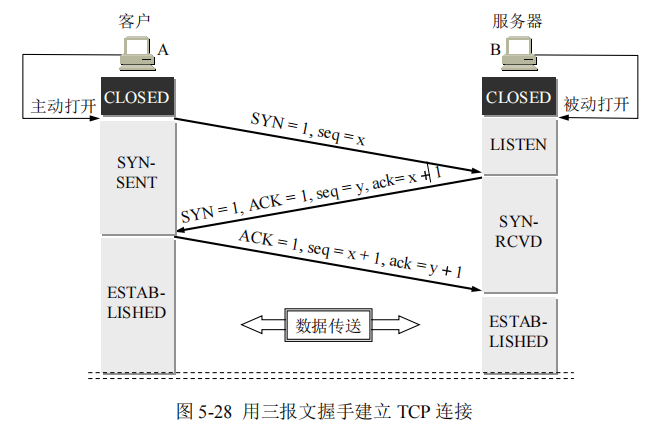 客户
服务器
A
B
主动打开
CLOSED
CLOSED
被动打开
SYN = 1, seq = x
LISTEN
SYN-
SENT
SYN = 1, ACK = 1, seq = y, ack= x + 1
SYN-
RCVD
ACK = 1, seq = x + 1, ack = y + 1
ESTAB-
LISHED
数据传送
ESTAB-
LISHED
图 5-28 用三报文握手建立 TCP 连接